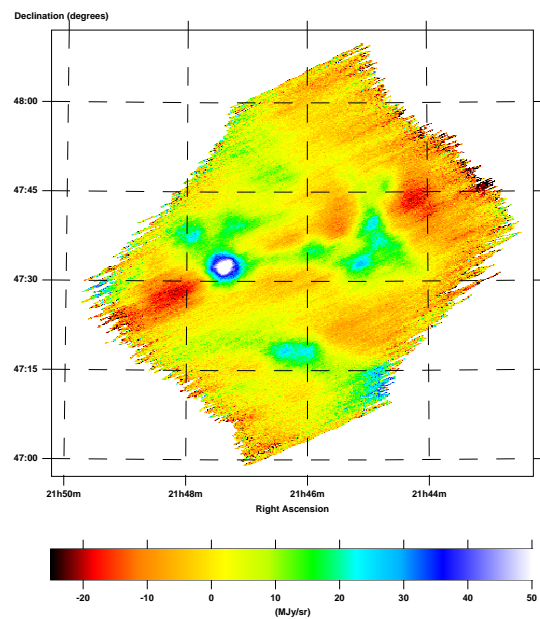 Declination (degrees)
48:00
47:45
47:30
47:15
47:00
21h50m 21h48m 21h46m 21h44m
Right Ascension
-20 -10 0 10 20 30 40 50
(MJy/sr)